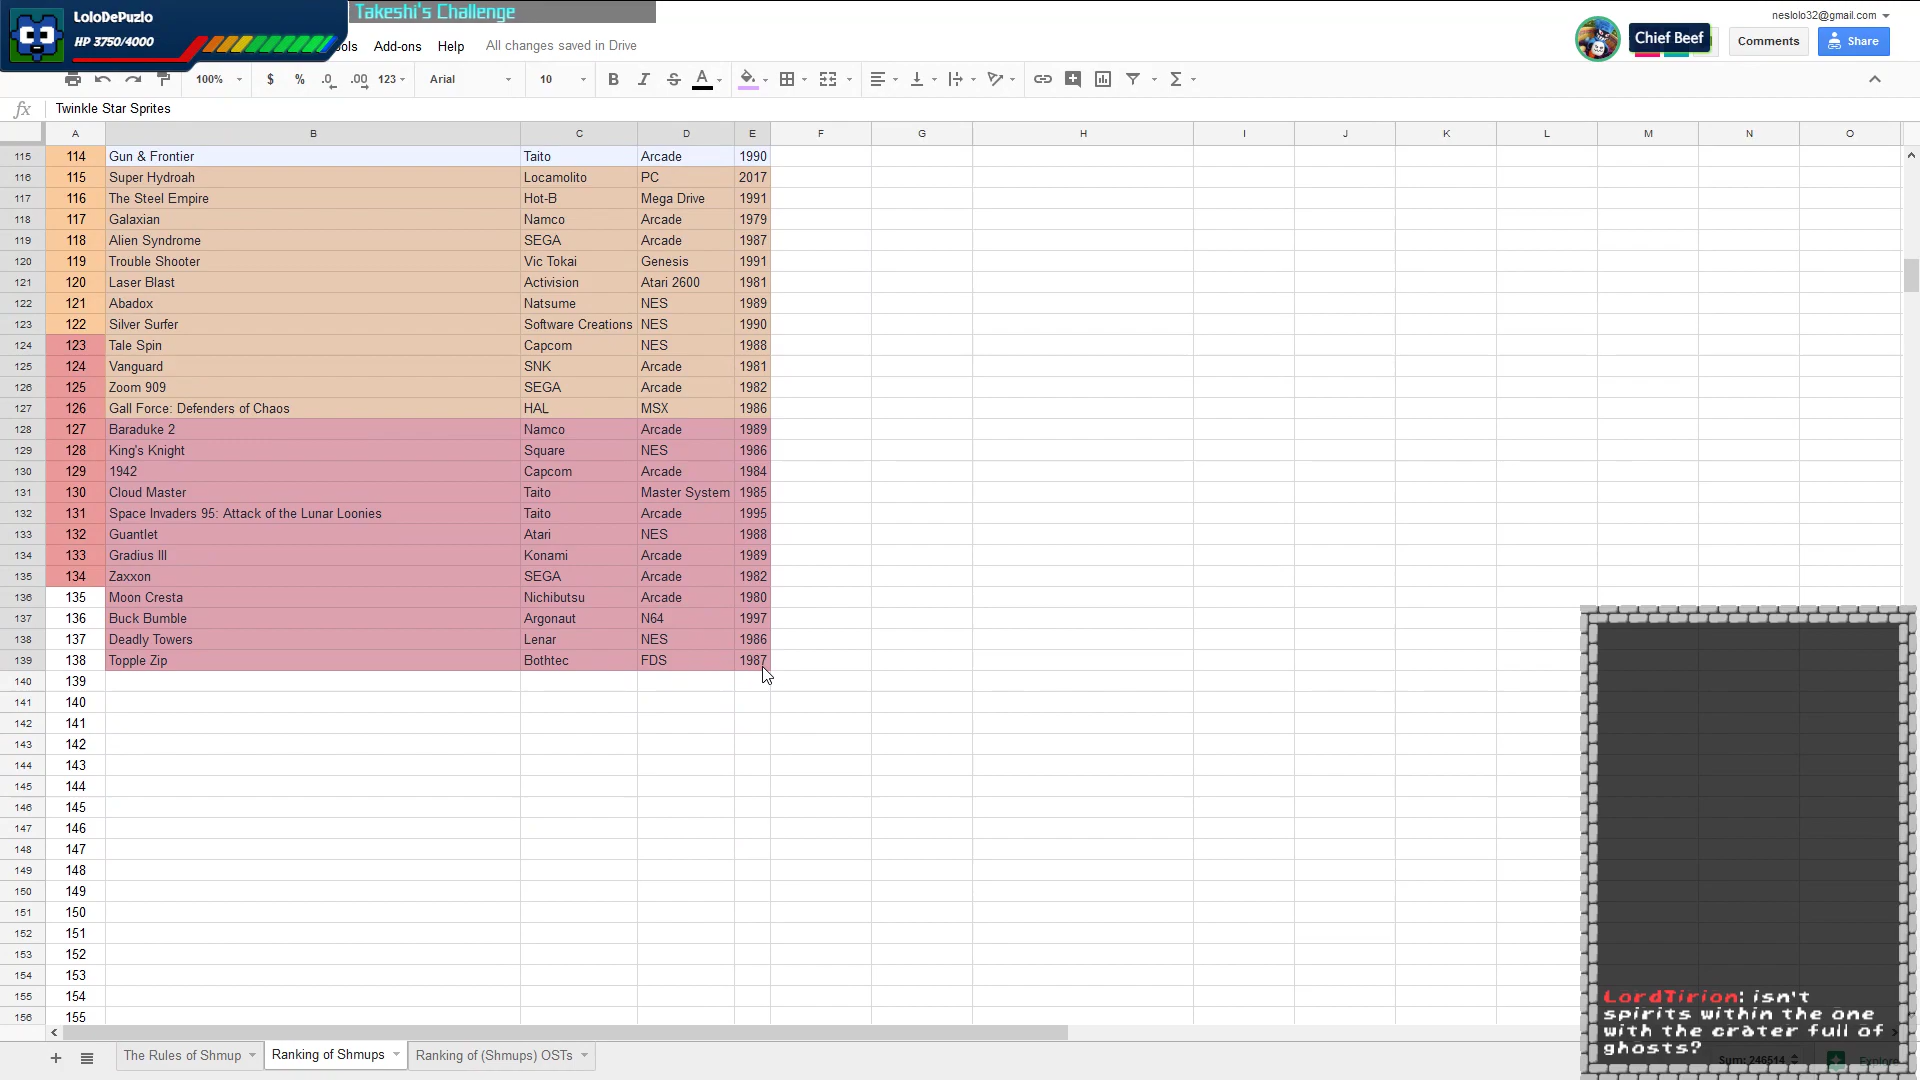 LoloDePuzlo
HP 3750/4000
Takeshi's Challenge
ols Add-ons Help All changes saved in Drive
neslolo32@gmail.com
Chief Beef
Comments Share
100% $ % .0 .00 123 Arial 10 B I S A
fx Twinkle Star Sprites
A B C D E F G H I J K L M N O
115 114 Gun & Frontier Taito Arcade 1990
116 115 Super Hydroah Locamolito PC 2017
117 116 The Steel Empire Hot-B Mega Drive 1991
118 117 Galaxian Namco Arcade 1979
119 118 Alien Syndrome SEGA Arcade 1987
120 119 Trouble Shooter Vic Tokai Genesis 1991
121 120 Laser Blast Activision Atari 2600 1981
122 121 Abadox Natsume NES 1989
123 122 Silver Surfer Software Creations NES 1990
124 123 Tale Spin Capcom NES 1988
125 124 Vanguard SNK Arcade 1981
126 125 Zoom 909 SEGA Arcade 1982
127 126 Gall Force: Defenders of Chaos HAL MSX 1986
128 127 Baraduke 2 Namco Arcade 1989
129 128 King's Knight Square NES 1986
130 129 1942 Capcom Arcade 1984
131 130 Cloud Master Taito Master System 1985
132 131 Space Invaders 95: Attack of the Lunar Loonies Taito Arcade 1995
133 132 Guantlet Atari NES 1988
134 133 Gradius III Konami Arcade 1989
135 134 Zaxxon SEGA Arcade 1982
136 135 Moon Cresta Nichibutsu Arcade 1980
137 136 Buck Bumble Argonaut N64 1997
138 137 Deadly Towers Lenar NES 1986
139 138 Topple Zip Bothtec FDS 1987
140 139
141 140
142 141
143 142
144 143
145 144
146 145
147 146
148 147
149 148
150 149
151 150
152 151
153 152
154 153
155 154
156 155
LordTirion: isn't
spirits within the one
with the crater full of
ghosts?
The Rules of Shmup Ranking of Shmups Ranking of (Shmups) OSTs
Sum: 246514 Explore